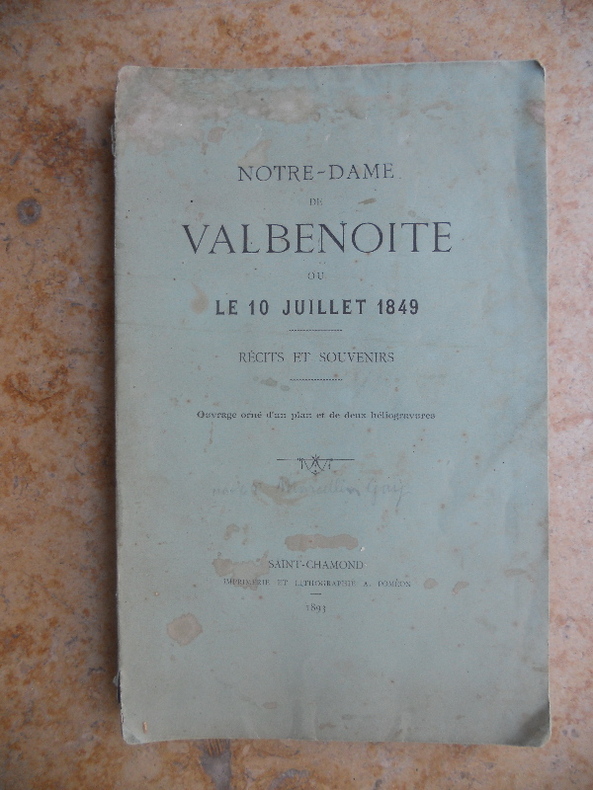 NOTRE-DAME
DE
VALBENOITE
OU
LE 10 JUILLET 1849
RÉCITS ET SOUVENIRS
Ouvrage orné d'un plan et de deux héliogravures
SAINT-CHAMOND
IMPRIMERIE ET LITHOGRAPHIE A. POMÉON
1893